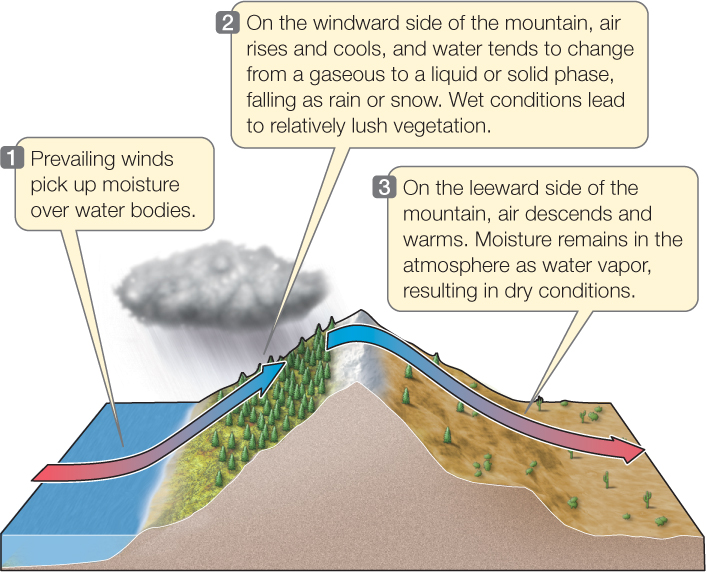 1 Prevailing winds
pick up moisture
over water bodies.
2 On the windward side of the mountain, air
rises and cools, and water tends to change
from a gaseous to a liquid or solid phase,
falling as rain or snow. Wet conditions lead
to relatively lush vegetation.
3 On the leeward side of the
mountain, air descends and
warms. Moisture remains in the
atmosphere as water vapor,
resulting in dry conditions.